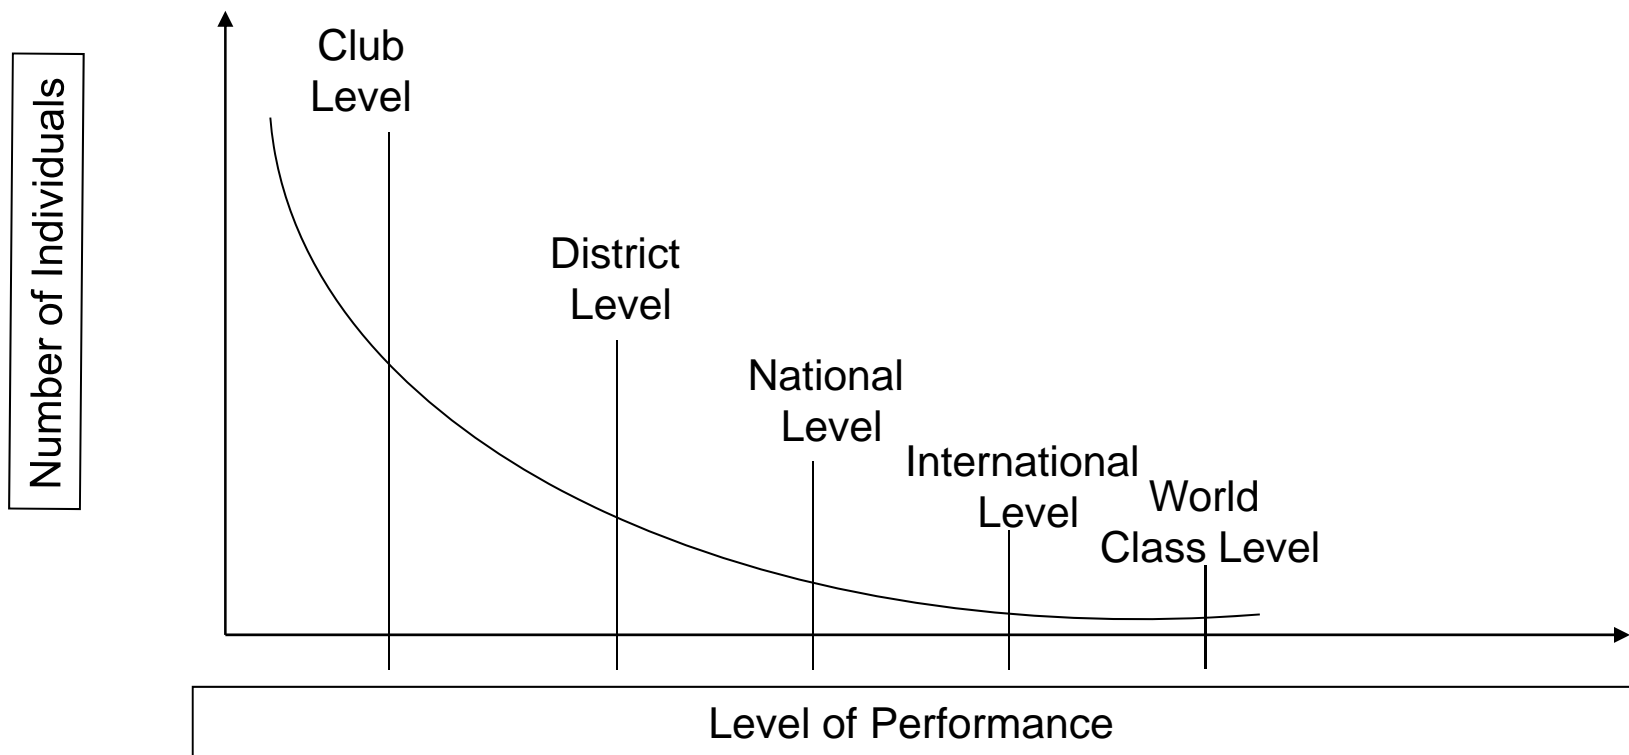 Number of Individuals
Club
Level
District
Level
National
Level
International
Level
World
Class Level
Level of Performance